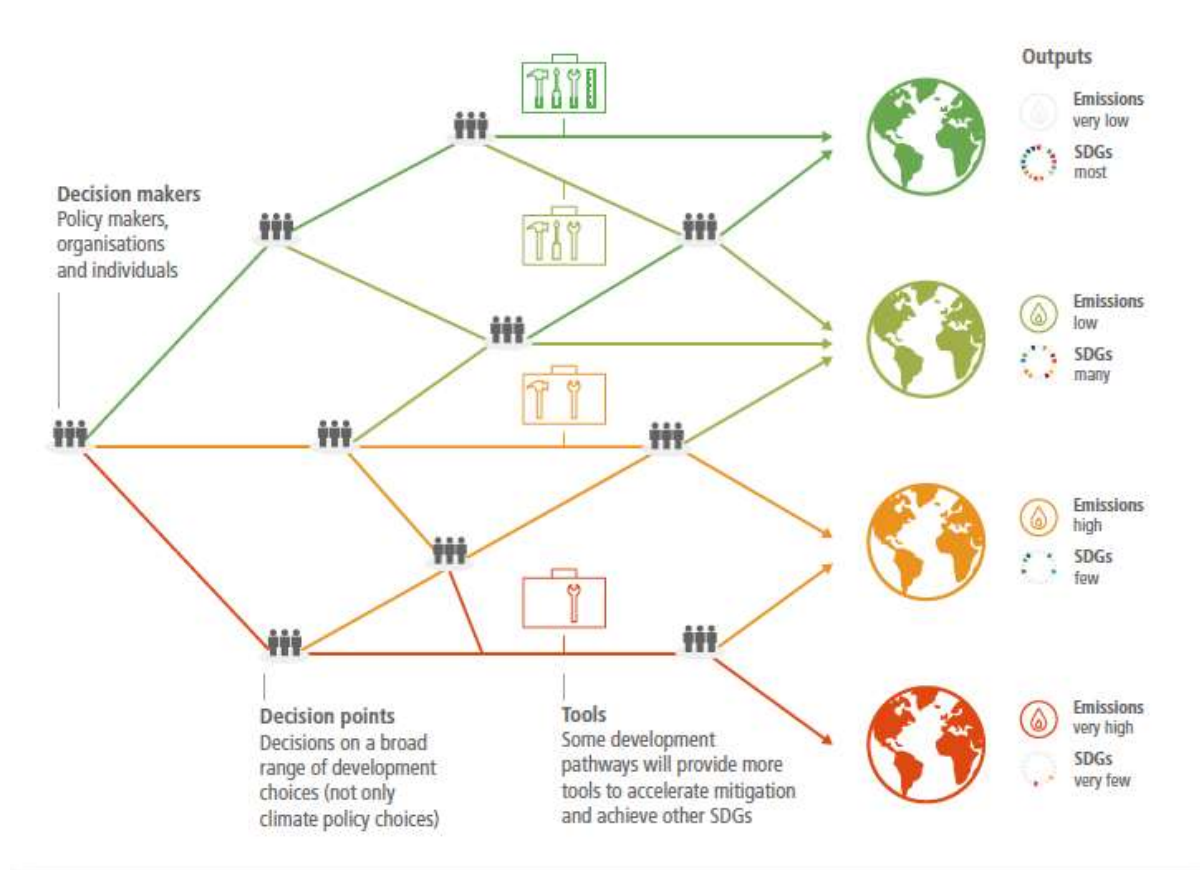 Outputs
Emissions
very low
SDGs
most
Decision makers
Policy makers,
organisations
and individuals
Emissions
low
SDGs
many
Emissions
high
SDGs
few
Emissions
very high
SDGs
very few
Decision points
Decisions on a broad
range of development
choices (not only
climate policy choices)
Tools
Some development
pathways will provide more
tools to accelerate mitigation
and achieve other SDGs